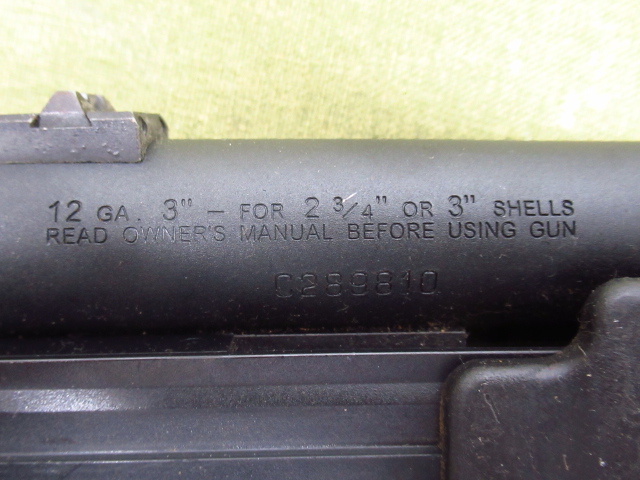 12 GA. 3" – FOR 2 3/4" OR 3" SHELLS
READ OWNER'S MANUAL BEFORE USING GUN
C289810